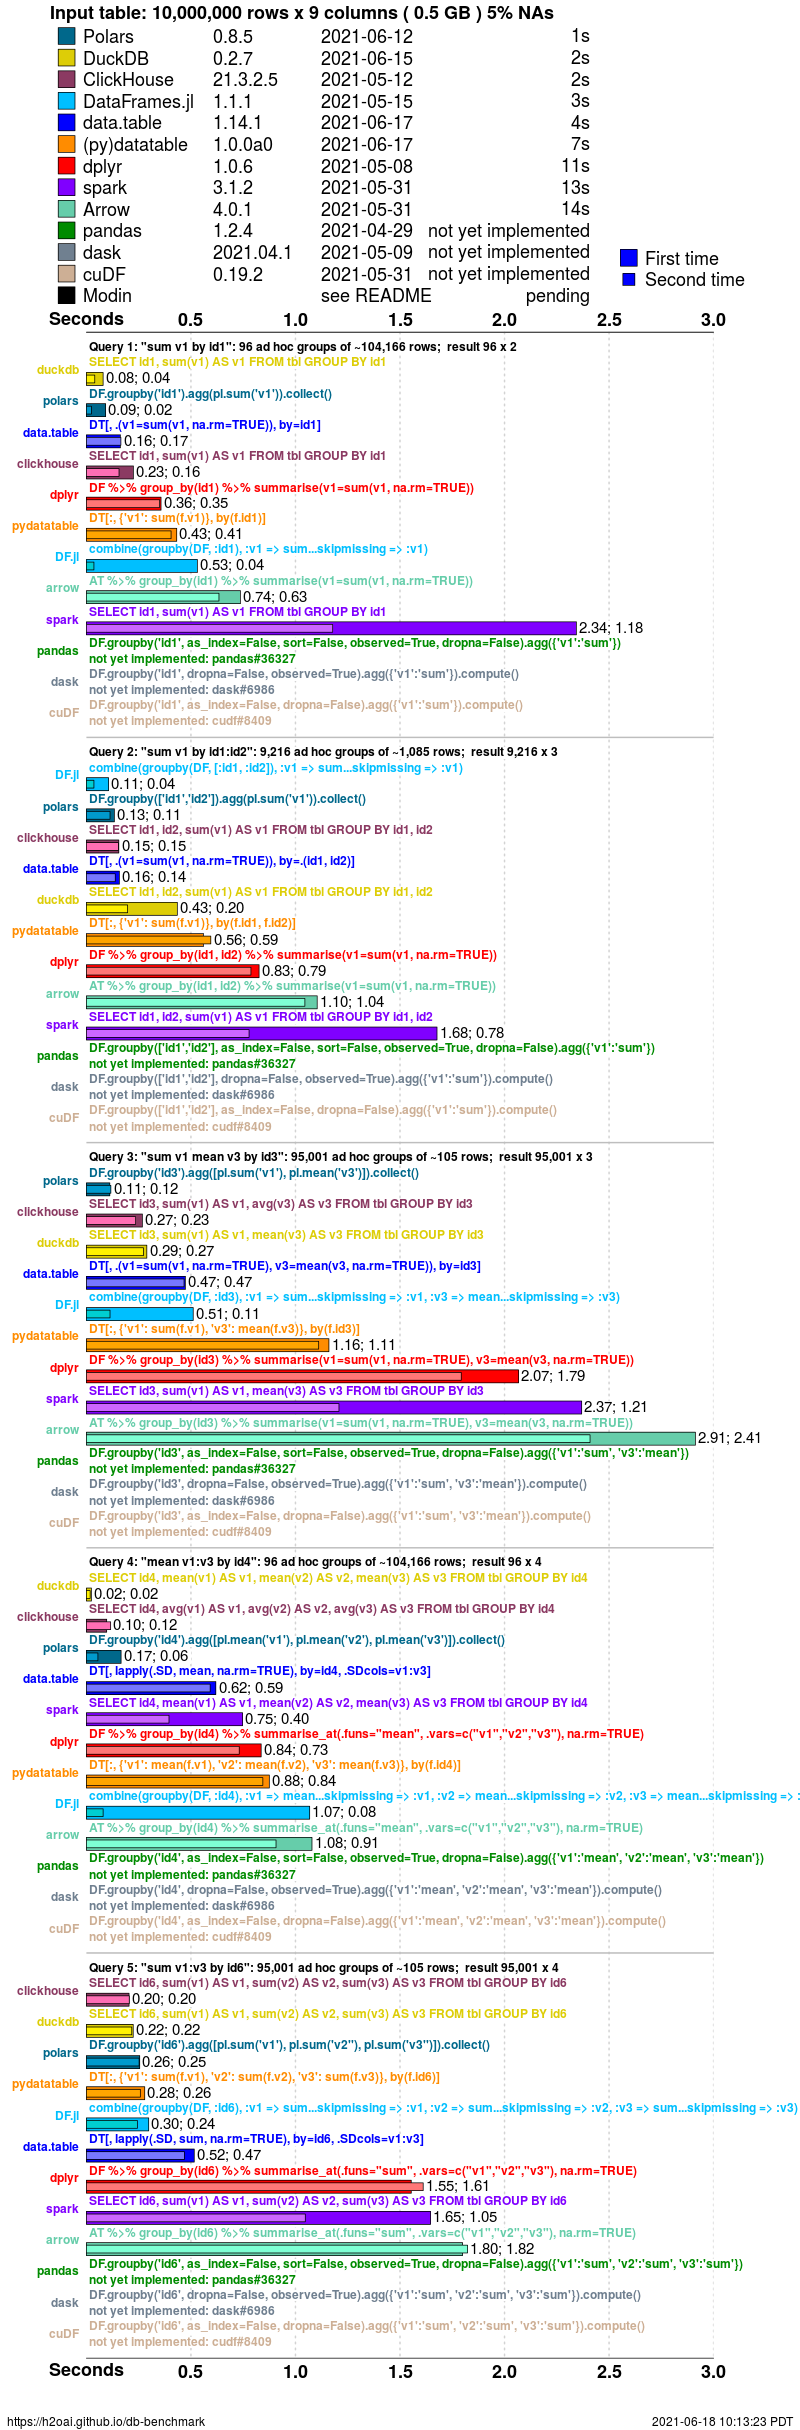 Input table: 10,000,000 rows x 9 columns ( 0.5 GB ) 5% NAs
Polars 0.8.5 2021-06-12 1s
DuckDB 0.2.7 2021-06-15 2s
ClickHouse 21.3.2.5 2021-05-12 2s
DataFrames.jl 1.1.1 2021-05-15 3s
data.table 1.14.1 2021-06-17 4s
(py)datatable 1.0.0a0 2021-06-17 7s
dplyr 1.0.6 2021-05-08 11s
spark 3.1.2 2021-05-31 13s
Arrow 4.0.1 2021-05-31 14s
pandas 1.2.4 2021-04-29 not yet implemented
dask 2021.04.1 2021-05-09 not yet implemented
cuDF 0.19.2 2021-05-31 not yet implemented
Modin see README pending
First time
Second time
Seconds 0.5 1.0 1.5 2.0 2.5 3.0
Query 1: "sum v1 by id1": 96 ad hoc groups of ~104,166 rows; result 96 x 2
SELECT id1, sum(v1) AS v1 FROM tbl GROUP BY id1
duckdb 0.08; 0.04
DF.groupby('id1').agg(pl.sum('v1')).collect()
polars 0.09; 0.02
DT[, .(v1=sum(v1, na.rm=TRUE)), by=id1]
data.table 0.16; 0.17
SELECT id1, sum(v1) AS v1 FROM tbl GROUP BY id1
clickhouse 0.23; 0.16
DF %>% group_by(id1) %>% summarise(v1=sum(v1, na.rm=TRUE))
dplyr 0.36; 0.35
DT[:, {'v1': sum(f.v1)}, by(f.id1)]
pydatatable 0.43; 0.41
combine(groupby(DF, :id1), :v1 => sum...skipmissing => :v1)
DF.jl 0.53; 0.04
AT %>% group_by(id1) %>% summarise(v1=sum(v1, na.rm=TRUE))
arrow 0.74; 0.63
SELECT id1, sum(v1) AS v1 FROM tbl GROUP BY id1
spark 2.34; 1.18
DF.groupby('id1', as_index=False, sort=False, observed=True, dropna=False).agg({'v1':'sum'})
pandas not yet implemented: pandas#36327
DF.groupby('id1', dropna=False, observed=True).agg({'v1':'sum'}).compute()
dask not yet implemented: dask#6986
DF.groupby('id1', as_index=False, dropna=False).agg({'v1':'sum'}).compute()
cuDF not yet implemented: cudf#8409
Query 2: "sum v1 by id1:id2": 9,216 ad hoc groups of ~1,085 rows; result 9,216 x 3
combine(groupby(DF, [:id1, :id2]), :v1 => sum...skipmissing => :v1)
DF.jl 0.11; 0.04
DF.groupby(['id1','id2']).agg(pl.sum('v1')).collect()
polars 0.13; 0.11
SELECT id1, id2, sum(v1) AS v1 FROM tbl GROUP BY id1, id2
clickhouse 0.15; 0.15
DT[, .(v1=sum(v1, na.rm=TRUE)), by=.(id1, id2)]
data.table 0.16; 0.14
SELECT id1, id2, sum(v1) AS v1 FROM tbl GROUP BY id1, id2
duckdb 0.43; 0.20
DT[:, {'v1': sum(f.v1)}, by(f.id1, f.id2)]
pydatatable 0.56; 0.59
DF %>% group_by(id1, id2) %>% summarise(v1=sum(v1, na.rm=TRUE))
dplyr 0.83; 0.79
AT %>% group_by(id1, id2) %>% summarise(v1=sum(v1, na.rm=TRUE))
arrow 1.10; 1.04
SELECT id1, id2, sum(v1) AS v1 FROM tbl GROUP BY id1, id2
spark 1.68; 0.78
DF.groupby(['id1','id2'], as_index=False, sort=False, observed=True, dropna=False).agg({'v1':'sum'})
pandas not yet implemented: pandas#36327
DF.groupby(['id1','id2'], dropna=False, observed=True).agg({'v1':'sum'}).compute()
dask not yet implemented: dask#6986
DF.groupby(['id1','id2'], as_index=False, dropna=False).agg({'v1':'sum'}).compute()
cuDF not yet implemented: cudf#8409
Query 3: "sum v1 mean v3 by id3": 95,001 ad hoc groups of ~105 rows; result 95,001 x 3
DF.groupby('id3').agg([pl.sum('v1'), pl.mean('v3')]).collect()
polars 0.11; 0.12
SELECT id3, sum(v1) AS v1, avg(v3) AS v3 FROM tbl GROUP BY id3
clickhouse 0.27; 0.23
SELECT id3, sum(v1) AS v1, mean(v3) AS v3 FROM tbl GROUP BY id3
duckdb 0.29; 0.27
DT[, .(v1=sum(v1, na.rm=TRUE), v3=mean(v3, na.rm=TRUE)), by=id3]
data.table 0.47; 0.47
combine(groupby(DF, :id3), :v1 => sum...skipmissing => :v1, :v3 => mean...skipmissing => :v3)
DF.jl 0.51; 0.11
DT[:, {'v1': sum(f.v1), 'v3': mean(f.v3)}, by(f.id3)]
pydatatable 1.16; 1.11
DF %>% group_by(id3) %>% summarise(v1=sum(v1, na.rm=TRUE), v3=mean(v3, na.rm=TRUE))
dplyr 2.07; 1.79
SELECT id3, sum(v1) AS v1, mean(v3) AS v3 FROM tbl GROUP BY id3
spark 2.37; 1.21
AT %>% group_by(id3) %>% summarise(v1=sum(v1, na.rm=TRUE), v3=mean(v3, na.rm=TRUE))
arrow 2.91; 2.41
DF.groupby('id3', as_index=False, sort=False, observed=True, dropna=False).agg({'v1':'sum', 'v3':'mean'})
pandas not yet implemented: pandas#36327
DF.groupby('id3', dropna=False, observed=True).agg({'v1':'sum', 'v3':'mean'}).compute()
dask not yet implemented: dask#6986
DF.groupby('id3', as_index=False, dropna=False).agg({'v1':'sum', 'v3':'mean'}).compute()
cuDF not yet implemented: cudf#8409
Query 4: "mean v1:v3 by id4": 96 ad hoc groups of ~104,166 rows; result 96 x 4
SELECT id4, mean(v1) AS v1, mean(v2) AS v2, mean(v3) AS v3 FROM tbl GROUP BY id4
duckdb 0.02; 0.02
SELECT id4, avg(v1) AS v1, avg(v2) AS v2, avg(v3) AS v3 FROM tbl GROUP BY id4
clickhouse 0.10; 0.12
DF.groupby('id4').agg([pl.mean('v1'), pl.mean('v2'), pl.mean('v3')]).collect()
polars 0.17; 0.06
DT[, lapply(.SD, mean, na.rm=TRUE), by=id4, .SDcols=v1:v3]
data.table 0.62; 0.59
SELECT id4, mean(v1) AS v1, mean(v2) AS v2, mean(v3) AS v3 FROM tbl GROUP BY id4
spark 0.75; 0.40
DF %>% group_by(id4) %>% summarise_at(.funs="mean", .vars=c("v1","v2","v3"), na.rm=TRUE)
dplyr 0.84; 0.73
DT[:, {'v1': mean(f.v1), 'v2': mean(f.v2), 'v3': mean(f.v3)}, by(f.id4)]
pydatatable 0.88; 0.84
combine(groupby(DF, :id4), :v1 => mean...skipmissing => :v1, :v2 => mean...skipmissing => :v2, :v3 => mean...skipmissing => :
DF.jl 1.07; 0.08
AT %>% group_by(id4) %>% summarise_at(.funs="mean", .vars=c("v1","v2","v3"), na.rm=TRUE)
arrow 1.08; 0.91
DF.groupby('id4', as_index=False, sort=False, observed=True, dropna=False).agg({'v1':'mean', 'v2':'mean', 'v3':'mean'})
pandas not yet implemented: pandas#36327
DF.groupby('id4', dropna=False, observed=True).agg({'v1':'mean', 'v2':'mean', 'v3':'mean'}).compute()
dask not yet implemented: dask#6986
DF.groupby('id4', as_index=False, dropna=False).agg({'v1':'mean', 'v2':'mean', 'v3':'mean'}).compute()
cuDF not yet implemented: cudf#8409
Query 5: "sum v1:v3 by id6": 95,001 ad hoc groups of ~105 rows; result 95,001 x 4
SELECT id6, sum(v1) AS v1, sum(v2) AS v2, sum(v3) AS v3 FROM tbl GROUP BY id6
clickhouse 0.20; 0.20
SELECT id6, sum(v1) AS v1, sum(v2) AS v2, sum(v3) AS v3 FROM tbl GROUP BY id6
duckdb 0.22; 0.22
DF.groupby('id6').agg([pl.sum('v1'), pl.sum('v2"), pl.sum('v3")]).collect()
polars 0.26; 0.25
DT[:, {'v1': sum(f.v1), 'v2': sum(f.v2), 'v3': sum(f.v3)}, by(f.id6)]
pydatatable 0.28; 0.26
combine(groupby(DF, :id6), :v1 => sum...skipmissing => :v1, :v2 => sum...skipmissing => :v2, :v3 => sum...skipmissing => :v3)
DF.jl 0.30; 0.24
DT[, lapply(.SD, sum, na.rm=TRUE), by=id6, .SDcols=v1:v3]
data.table 0.52; 0.47
DF %>% group_by(id6) %>% summarise_at(.funs="sum", .vars=c("v1","v2","v3"), na.rm=TRUE)
dplyr 1.55; 1.61
SELECT id6, sum(v1) AS v1, sum(v2) AS v2, sum(v3) AS v3 FROM tbl GROUP BY id6
spark 1.65; 1.05
AT %>% group_by(id6) %>% summarise_at(.funs="sum", .vars=c("v1","v2","v3"), na.rm=TRUE)
arrow 1.80; 1.82
DF.groupby('id6', as_index=False, sort=False, observed=True, dropna=False).agg({'v1':'sum', 'v2':'sum', 'v3':'sum'})
pandas not yet implemented: pandas#36327
DF.groupby('id6', dropna=False, observed=True).agg({'v1':'sum', 'v2':'sum', 'v3':'sum'}).compute()
dask not yet implemented: dask#6986
DF.groupby('id6', as_index=False, dropna=False).agg({'v1':'sum', 'v2':'sum', 'v3':'sum'}).compute()
cuDF not yet implemented: cudf#8409
Seconds 0.5 1.0 1.5 2.0 2.5 3.0
https://h2oai.github.io/db-benchmark 2021-06-18 10:13:23 PDT